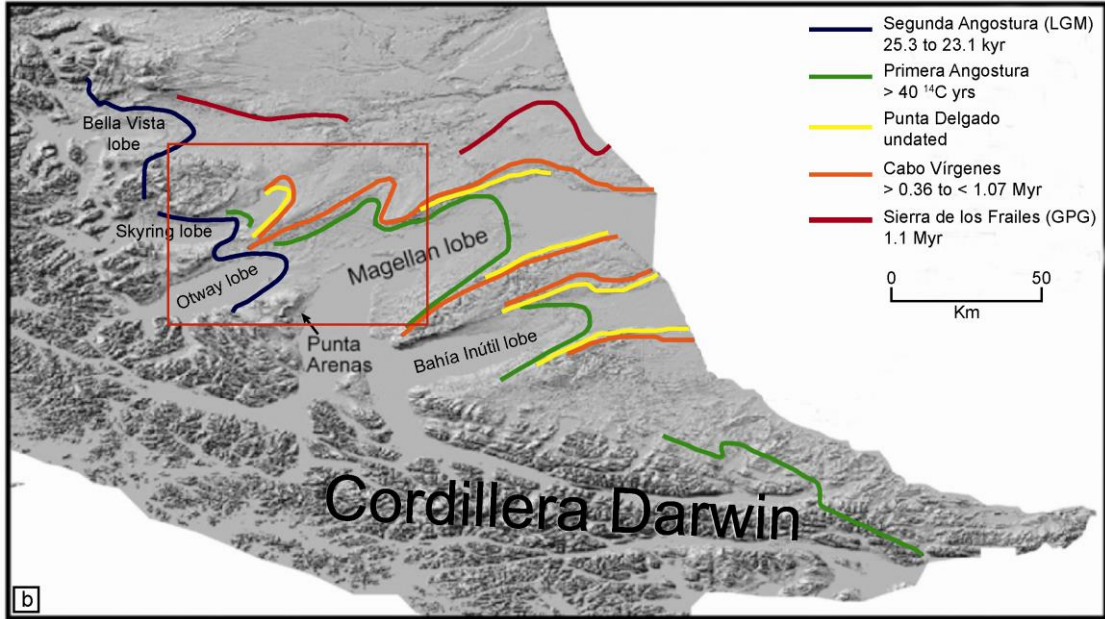 Segunda Angostura (LGM)
25.3 to 23.1 kyr
Primera Angostura
> 40 ¹⁴C yrs
Punta Delgado
undated
Cabo Vírgenes
> 0.36 to < 1.07 Myr
Sierra de los Frailes (GPG)
1.1 Myr
0 50
Km
Bella Vista
lobe
Skyring lobe
Otway lobe
Magellan lobe
Punta
Arenas
Bahía Inútil lobe
Cordillera Darwin
b